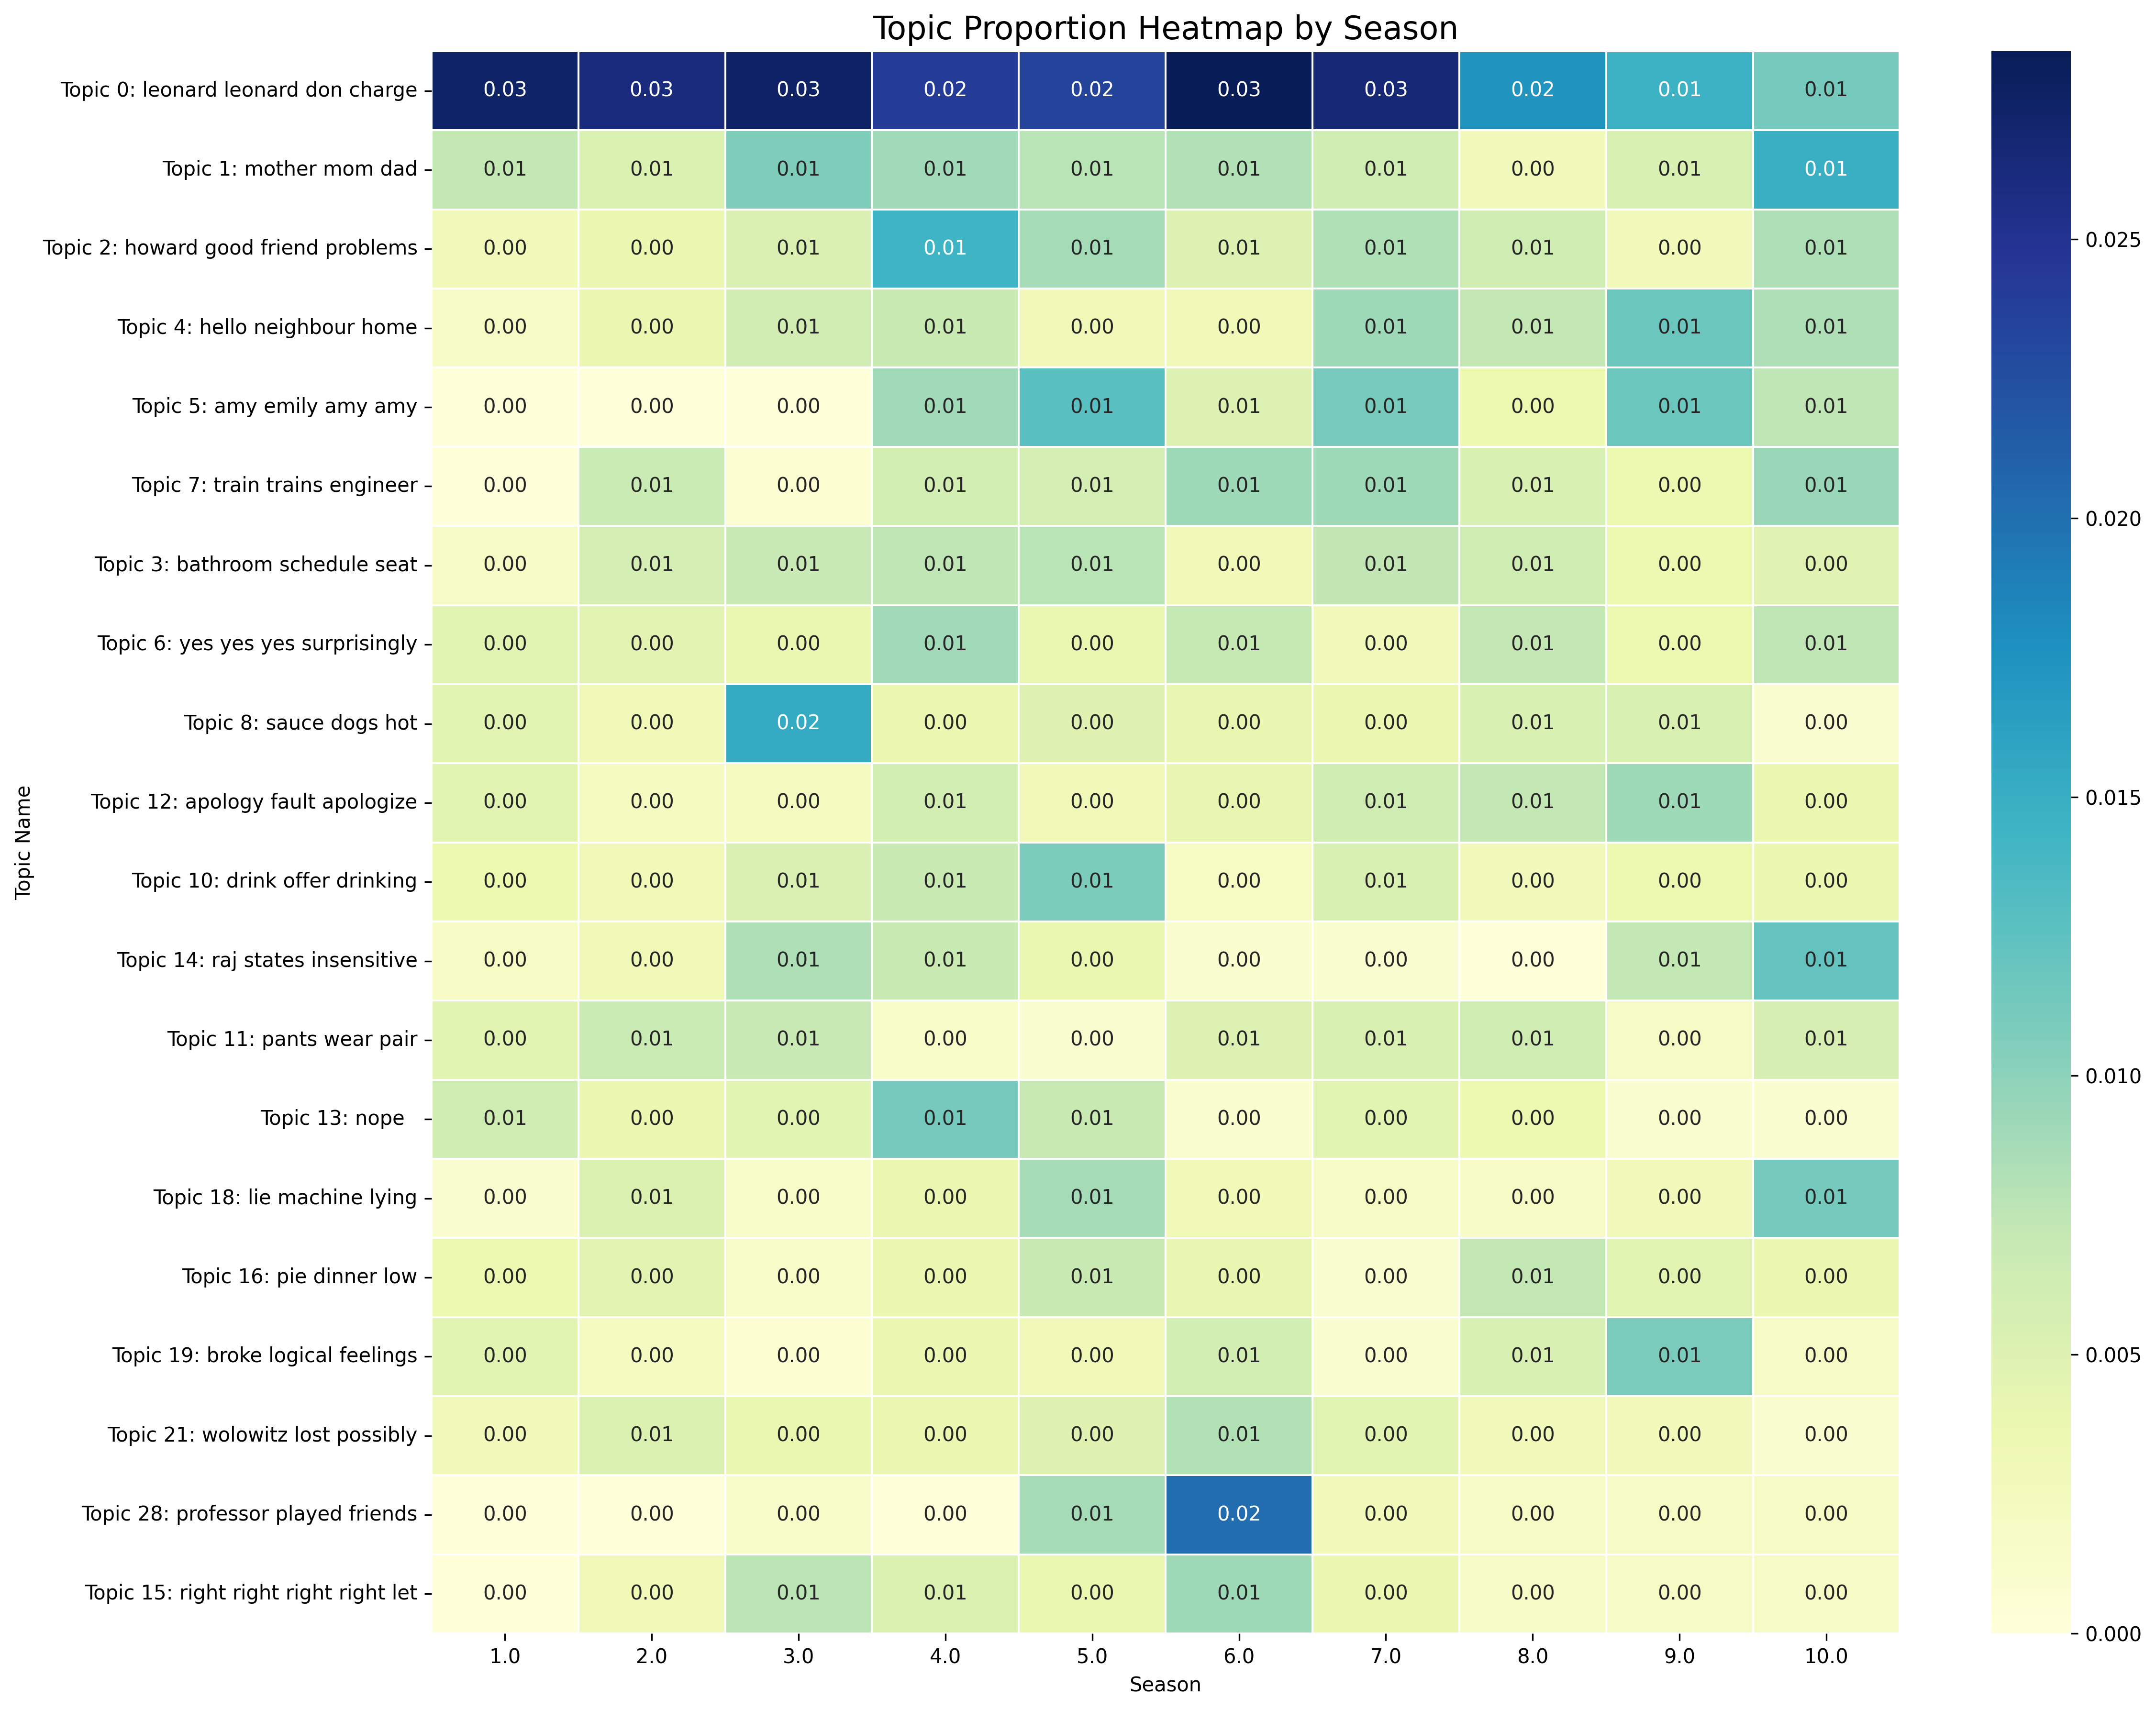 Topic Proportion Heatmap by Season
Topic Name
Topic 0: leonard leonard don charge 0.03 0.03 0.03 0.02 0.02 0.03 0.03 0.02 0.01 0.01
Topic 1: mother mom dad 0.01 0.01 0.01 0.01 0.01 0.01 0.01 0.00 0.01 0.01
Topic 2: howard good friend problems 0.00 0.00 0.01 0.01 0.01 0.01 0.01 0.01 0.00 0.01
Topic 4: hello neighbour home 0.00 0.00 0.01 0.01 0.00 0.00 0.01 0.01 0.01 0.01
Topic 5: amy emily amy amy 0.00 0.00 0.00 0.01 0.01 0.01 0.01 0.00 0.01 0.01
Topic 7: train trains engineer 0.00 0.01 0.00 0.01 0.01 0.01 0.01 0.01 0.00 0.01
Topic 3: bathroom schedule seat 0.00 0.01 0.01 0.01 0.01 0.00 0.01 0.01 0.00 0.00
Topic 6: yes yes yes surprisingly 0.00 0.00 0.00 0.01 0.00 0.01 0.00 0.01 0.00 0.01
Topic 8: sauce dogs hot 0.00 0.00 0.02 0.00 0.00 0.00 0.00 0.01 0.01 0.00
Topic 12: apology fault apologize 0.00 0.00 0.00 0.01 0.00 0.00 0.01 0.01 0.01 0.00
Topic 10: drink offer drinking 0.00 0.00 0.01 0.01 0.01 0.00 0.01 0.00 0.00 0.00
Topic 14: raj states insensitive 0.00 0.00 0.01 0.01 0.00 0.00 0.00 0.00 0.01 0.01
Topic 11: pants wear pair 0.00 0.01 0.01 0.00 0.00 0.01 0.01 0.01 0.00 0.01
Topic 13: nope 0.01 0.00 0.00 0.01 0.01 0.00 0.00 0.00 0.00 0.00
Topic 18: lie machine lying 0.00 0.01 0.00 0.00 0.01 0.00 0.00 0.00 0.00 0.01
Topic 16: pie dinner low 0.00 0.00 0.00 0.00 0.01 0.00 0.00 0.01 0.00 0.00
Topic 19: broke logical feelings 0.00 0.00 0.00 0.00 0.00 0.01 0.00 0.01 0.01 0.00
Topic 21: wolowitz lost possibly 0.00 0.01 0.00 0.00 0.00 0.01 0.00 0.00 0.00 0.00
Topic 28: professor played friends 0.00 0.00 0.00 0.00 0.01 0.02 0.00 0.00 0.00 0.00
Topic 15: right right right right let 0.00 0.00 0.01 0.01 0.00 0.01 0.00 0.00 0.00 0.00
1.0 2.0 3.0 4.0 5.0 6.0 7.0 8.0 9.0 10.0
Season
0.025
0.020
0.015
0.010
0.005
0.000